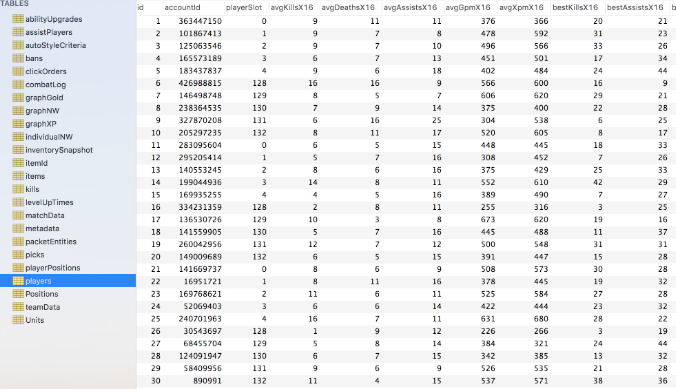 TABLES
abilityUpgrades
assistPlayers
autoStyleCriteria
bans
clickOrders
combatLog
graphGold
graphNW
graphXP
individualNW
inventorySnapshot
itemId
items
kills
levelUpTimes
matchData
metadata
packetEntities
picks
playerPositions
players
Positions
teamData
Units
id accountId playerSlot avgKillsX16 avgDeathsX16 avgAssistsX16 avgGpmX16 avgXpmX16 bestKillsX16 bestAssistsX16 b
1 363447150 0 9 11 11 376 366 20 21
2 101867413 1 9 7 8 478 592 31 23
3 125063546 2 9 7 10 496 566 33 26
4 165573189 3 6 7 13 451 501 17 34
5 183437837 4 9 6 18 402 484 24 44
6 426988815 128 16 16 9 566 600 16 9
7 146498748 129 8 5 7 606 620 29 21
8 238364535 130 7 9 14 375 400 22 28
9 327870208 131 6 16 25 304 538 6 25
10 205297235 132 8 11 17 520 605 8 17
11 283095604 0 6 5 15 448 445 18 33
12 295205414 1 5 7 16 308 452 7 26
13 140553245 2 8 6 16 375 429 25 33
14 199044936 3 14 8 11 552 610 42 29
15 169935255 4 4 5 16 389 490 7 27
16 334231359 128 2 8 11 255 316 3 25
17 136530726 129 10 3 8 673 620 19 16
18 141559905 130 5 7 16 445 488 11 37
19 260042956 131 12 7 12 500 548 31 31
20 149009689 132 6 5 15 391 447 15 28
21 141669737 0 8 6 9 508 573 30 28
22 16951721 1 8 11 16 378 445 19 32
23 169768621 2 11 6 11 525 584 27 28
24 52069403 3 6 6 14 422 444 23 32
25 240701963 4 16 7 11 631 680 28 22
26 30543697 128 1 9 12 226 266 3 19
27 68455704 129 5 8 14 384 321 24 44
28 124091947 130 6 7 15 342 385 13 32
29 58409956 131 9 6 9 526 535 21 28
30 890991 132 11 4 15 537 571 38 36